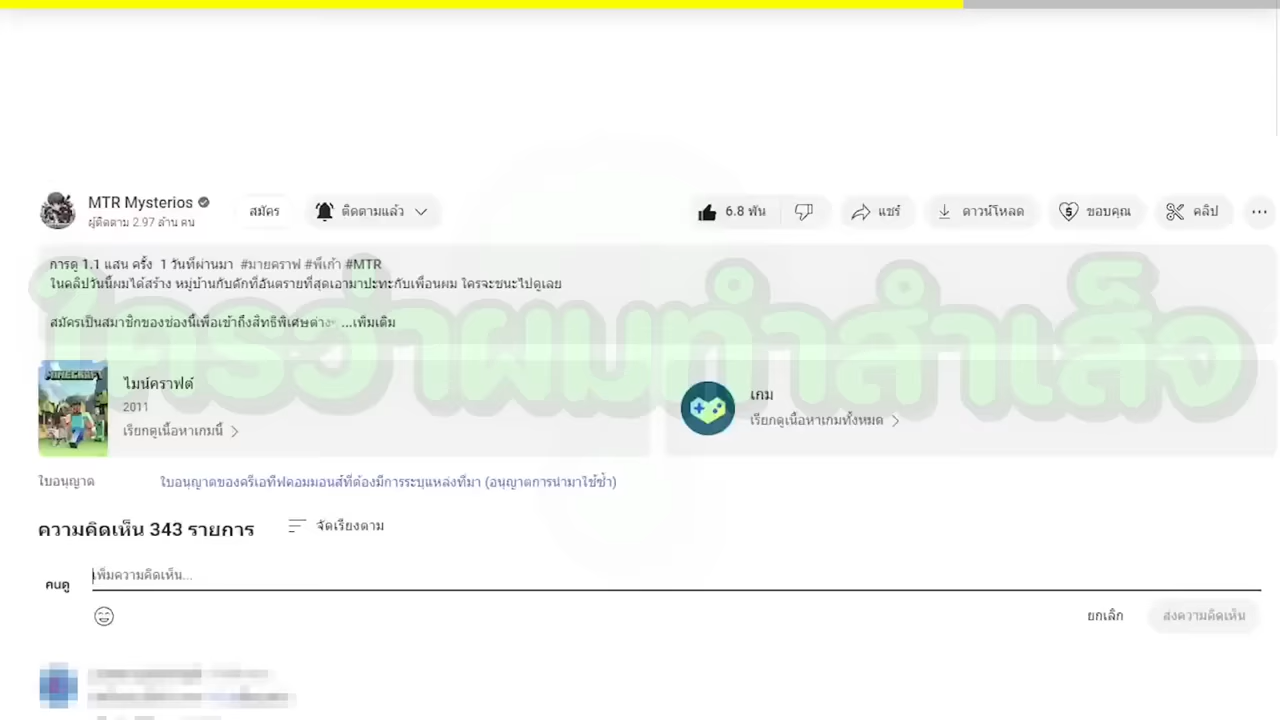 MTR Mysterios
ผู้ติดตาม 2.97 ล้าน คน
สมัคร
ติดตามแล้ว
6.8 พัน
แชร์
ดาวน์โหลด
ขอบคุณ
คลิป
การดู 1.1 แสน ครั้ง 1 วันที่ผ่านมา #มายคราฟ #พี่เก้า #MTR
ในคลิปวันนี้ผมได้สร้าง หมู่บ้านกับดักที่อันตรายที่สุดเอามาปะทะกับเพื่อนผม ใครจะชนะไปดูเลย
สมัครเป็นสมาชิกของช่องนี้เพื่อเข้าถึงสิทธิพิเศษต่างๆ ...เพิ่มเติม
ใครว่าผมทำสำเร็จ
MINECRAFT
ไมน์คราฟต์
2011
เรียกดูเนื้อหาเกมนี้
เกม
เรียกดูเนื้อหาเกมทั้งหมด
ใบอนุญาต
ใบอนุญาตของครีเอทีฟคอมมอนส์ที่ต้องมีการระบุแหล่งที่มา (อนุญาตการนำมาใช้ซ้ำ)
ความคิดเห็น 343 รายการ
จัดเรียงตาม
คนดู
เพิ่มความคิดเห็น...
ยกเลิก
ส่งความคิดเห็น